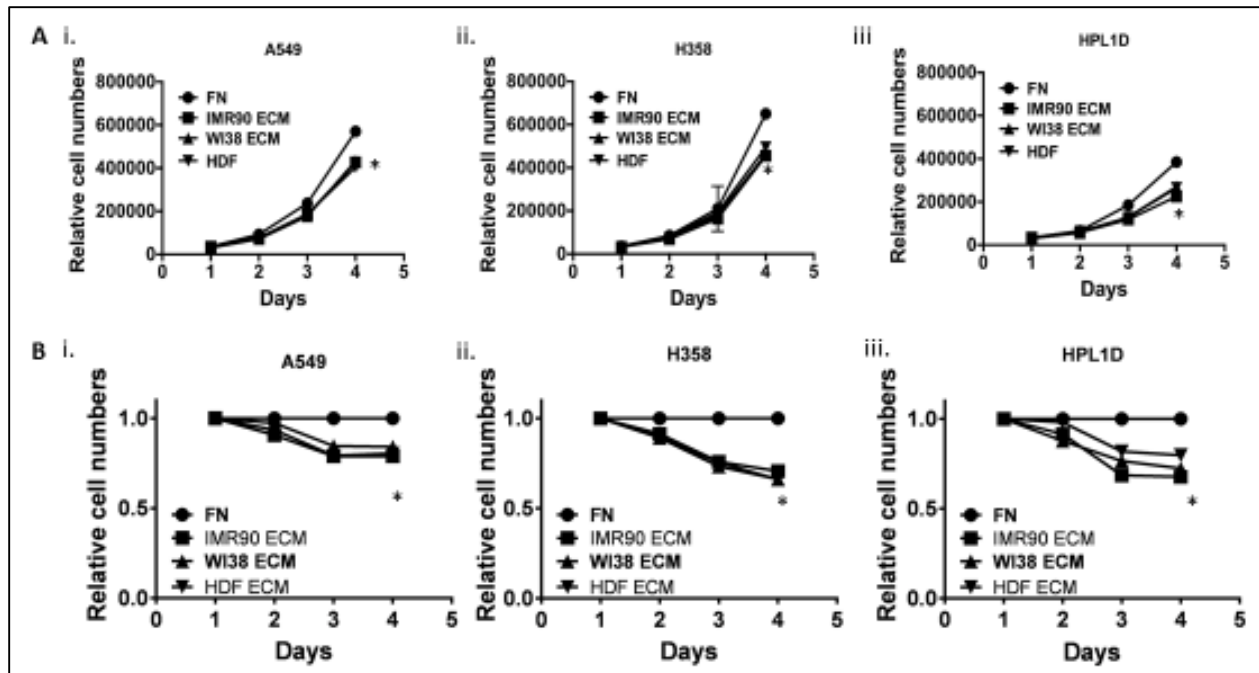 A i. A549
Relative cell numbers
800000
600000
400000
200000
0
FN
IMR90 ECM
WI38 ECM
HDF
*
0 1 2 3 4 5
Days
ii. H358
Relative cell numbers
800000
600000
400000
200000
0
FN
IMR90 ECM
WI38 ECM
HDF
*
0 1 2 3 4 5
Days
iii HPL1D
Relative cell numbers
800000
600000
400000
200000
0
FN
IMR90 ECM
WI38 ECM
HDF
*
0 1 2 3 4 5
Days
B i. A549
Relative cell numbers
1.0
0.5
0.0
FN
IMR90 ECM
WI38 ECM
HDF ECM
*
0 1 2 3 4 5
Days
ii. H358
Relative cell numbers
1.0
0.5
0.0
FN
IMR90 ECM
WI38 ECM
HDF ECM
*
0 1 2 3 4 5
Days
iii. HPL1D
Relative cell numbers
1.0
0.5
0.0
FN
IMR90 ECM
WI38 ECM
HDF ECM
*
0 1 2 3 4 5
Days